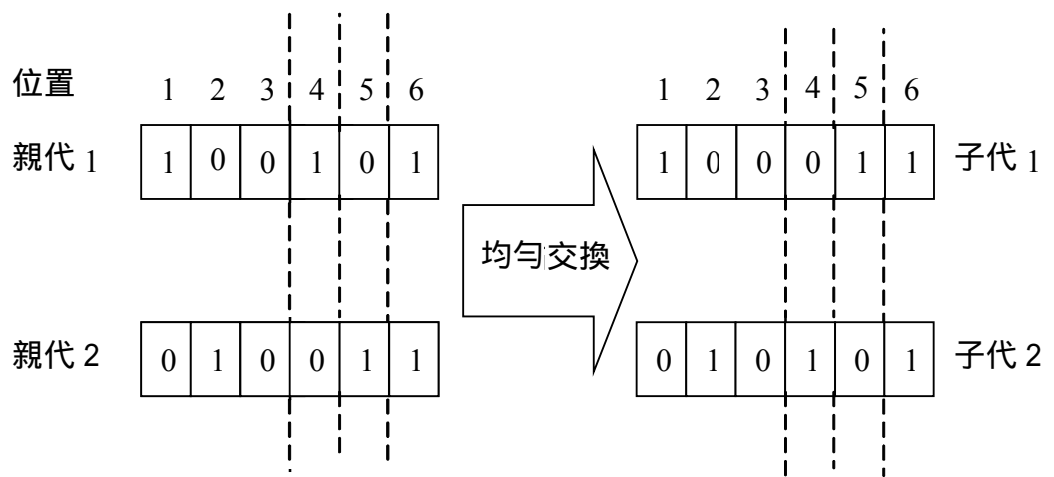 位置 1 2 3 4 5 6 1 2 3 4 5 6
親代 1 1 0 0 1 0 1 1 0 0 0 1 1 子代 1
均勻交換
親代 2 0 1 0 0 1 1 0 1 0 1 0 1 子代 2